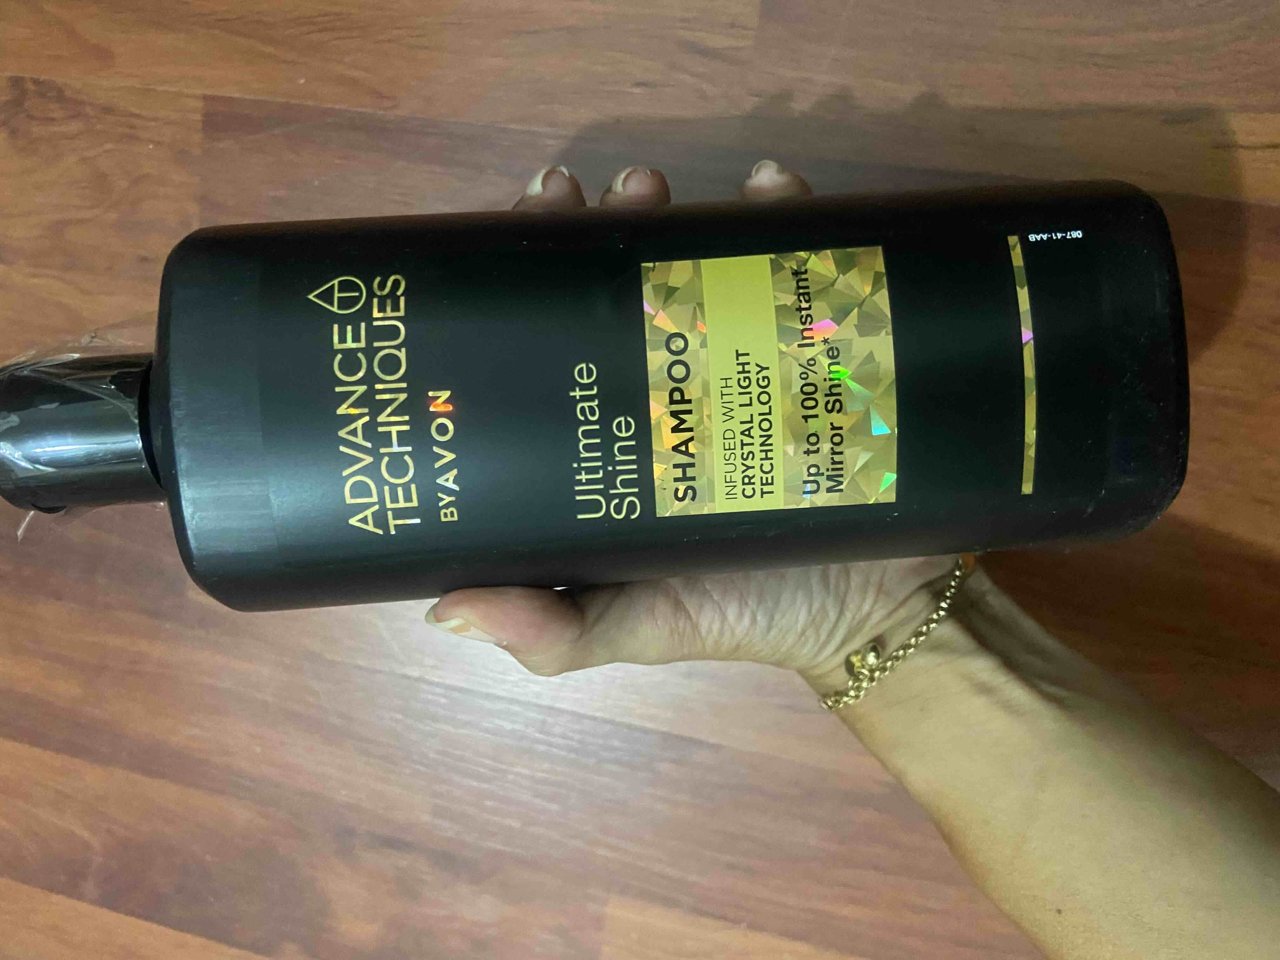 ADVANCE
TECHNIQUES
BY AVON
Ultimate
Shine
SHAMPOO
INFUSED WITH
CRYSTAL LIGHT
TECHNOLOGY
Up to 100% Instant
Mirror Shine*
087-41-AAB